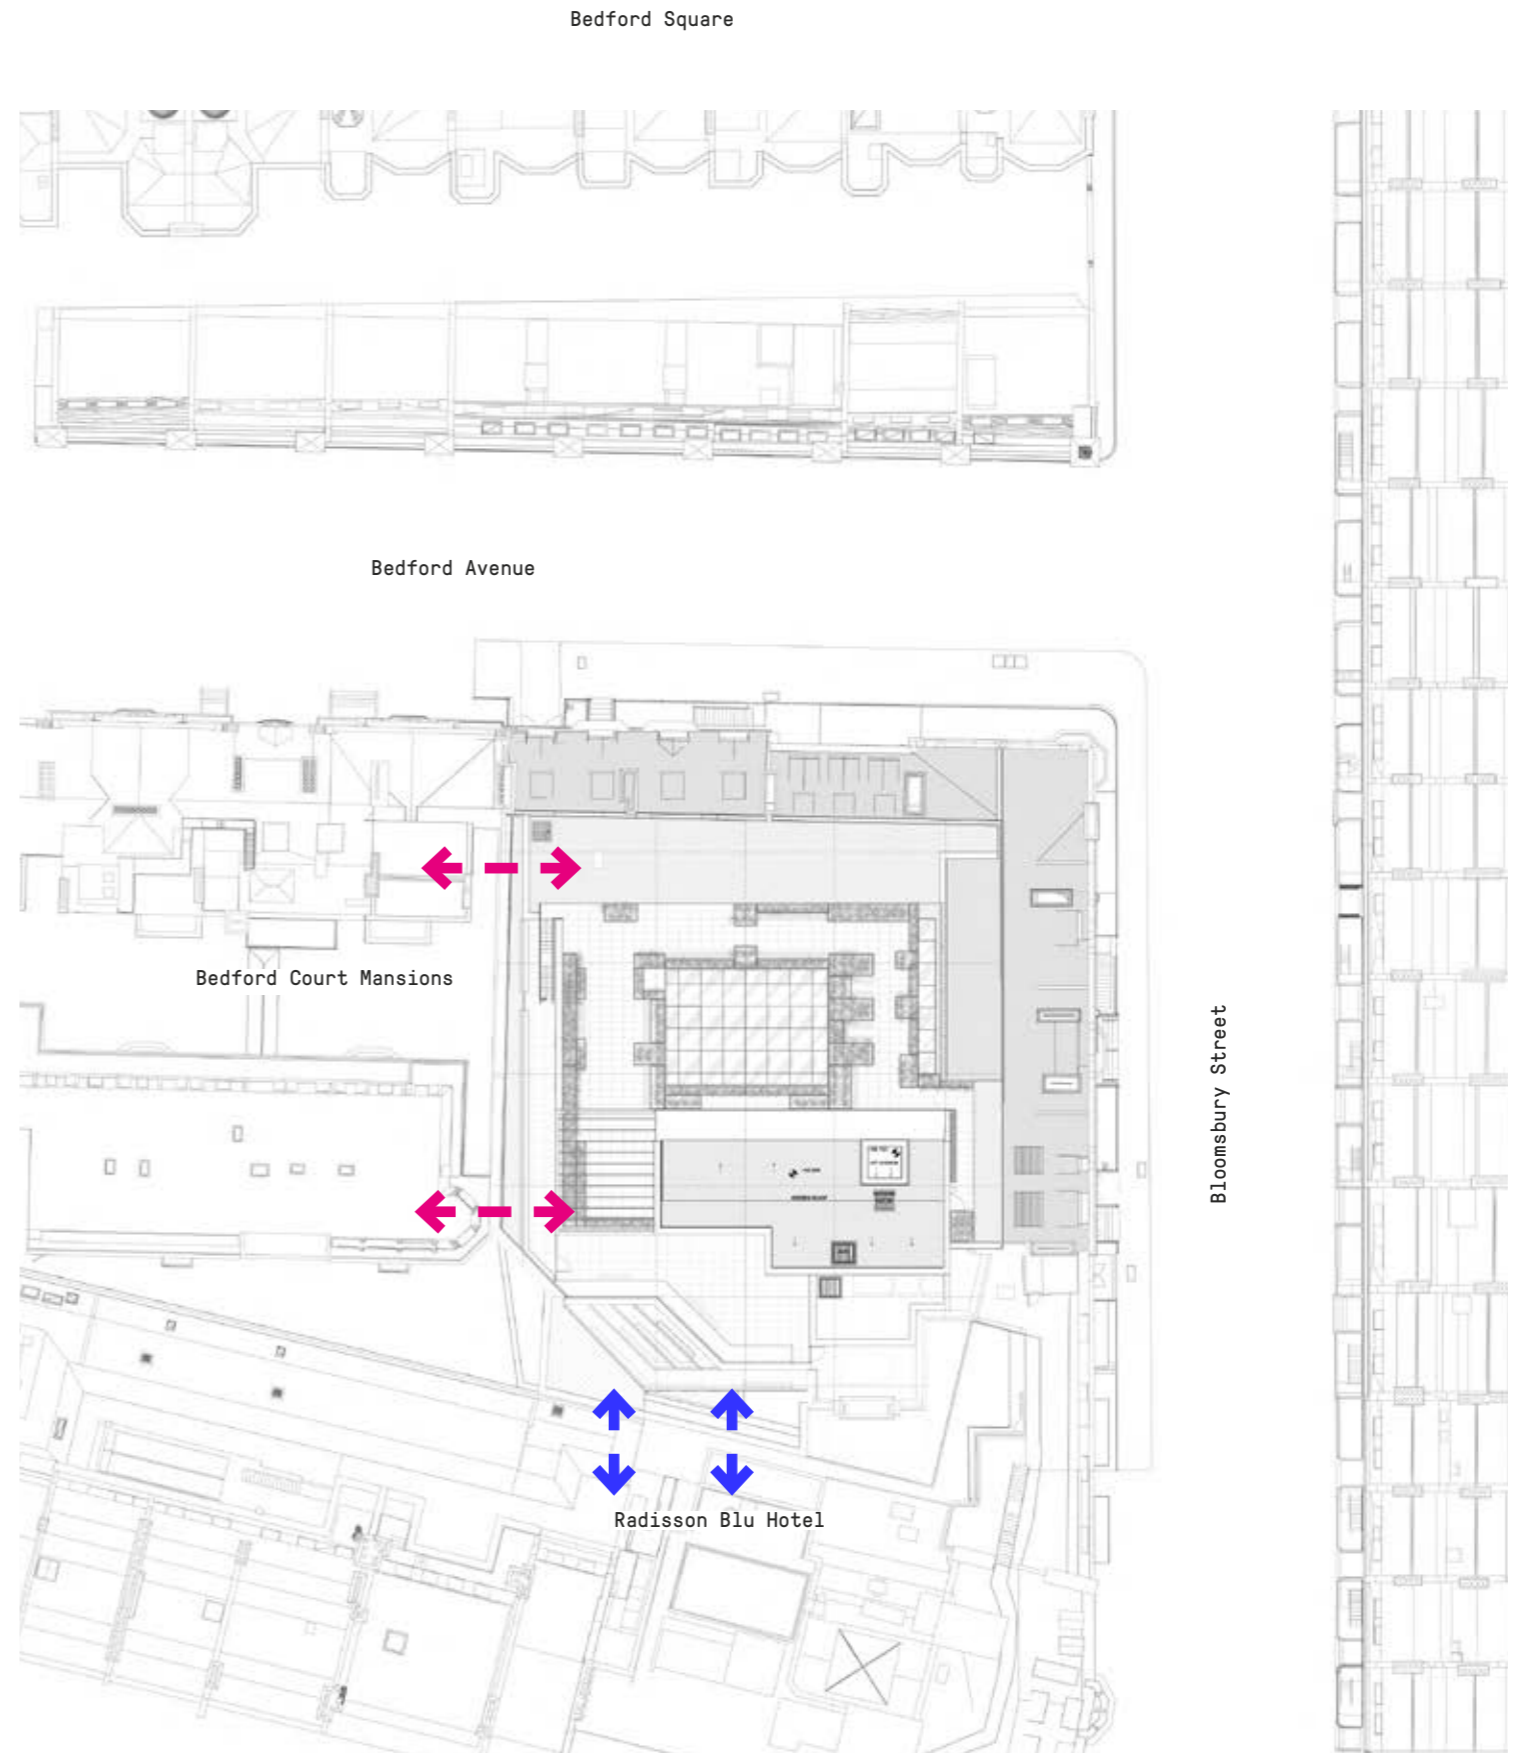 Bedford Square
Bedford Avenue
Bedford Court Mansions
Bloomsbury Street
Radisson Blu Hotel